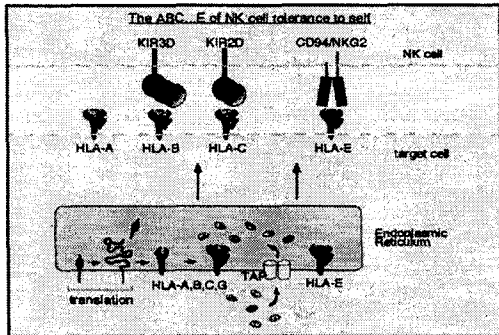 The ABC...E of NK cell tolerance to self
KIR3D KIR2D CD94/NKG2
NK cell
HLA-A HLA-B HLA-C HLA-E
target cell
Endoplasmic
Reticulum
TAP
translation HLA-A,B,C,G HLA-E